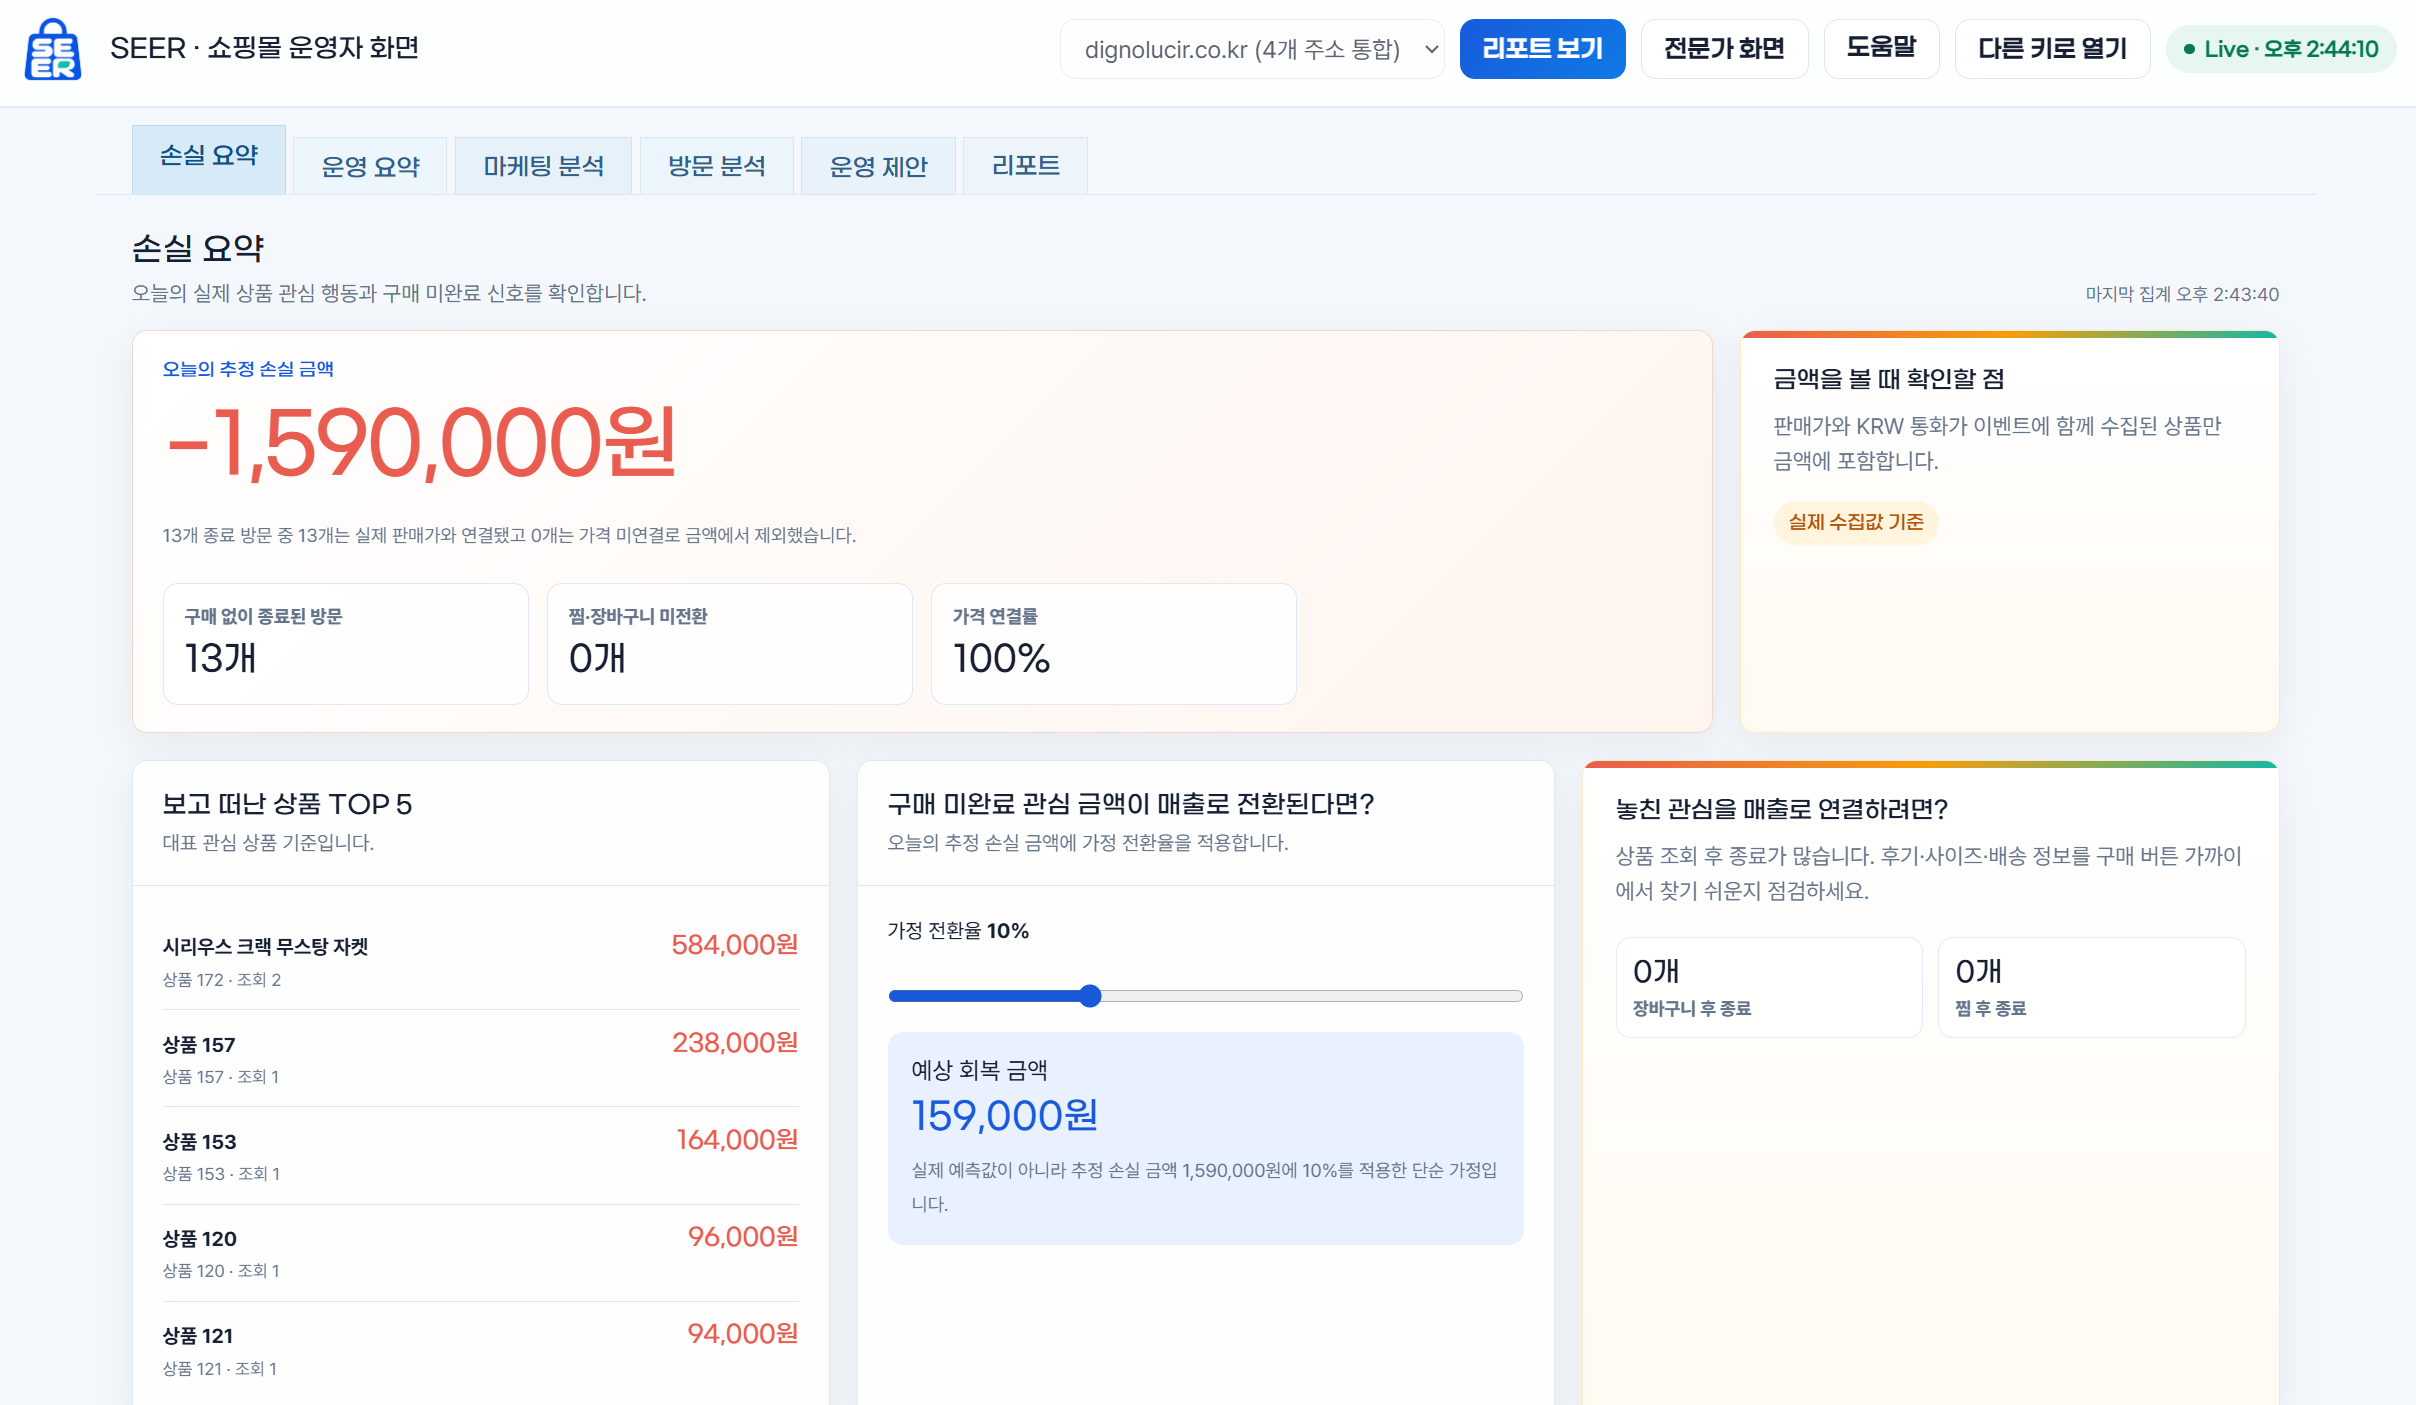 SEER
SEER · 쇼핑몰 운영자 화면
dignolucir.co.kr (4개 주소 통합)
리포트 보기
전문가 화면
도움말
다른 키로 열기
Live · 오후 2:44:10
손실 요약
운영 요약
마케팅 분석
방문 분석
운영 제안
리포트
손실 요약
오늘의 실제 상품 관심 행동과 구매 미완료 신호를 확인합니다.
마지막 집계 오후 2:43:40
오늘의 추정 손실 금액
-1,590,000원
13개 종료 방문 중 13개는 실제 판매가와 연결됐고 0개는 가격 미연결로 금액에서 제외했습니다.
구매 없이 종료된 방문
13개
찜·장바구니 미전환
0개
가격 연결률
100%
금액을 볼 때 확인할 점
판매가와 KRW 통화가 이벤트에 함께 수집된 상품만
금액에 포함합니다.
실제 수집값 기준
보고 떠난 상품 TOP 5
대표 관심 상품 기준입니다.
시리우스 크랙 무스탕 자켓
584,000원
상품 172 · 조회 2
상품 157
238,000원
상품 157 · 조회 1
상품 153
164,000원
상품 153 · 조회 1
상품 120
96,000원
상품 120 · 조회 1
상품 121
94,000원
상품 121 · 조회 1
구매 미완료 관심 금액이 매출로 전환된다면?
오늘의 추정 손실 금액에 가정 전환율을 적용합니다.
가정 전환율 10%
예상 회복 금액
159,000원
실제 예측값이 아니라 추정 손실 금액 1,590,000원에 10%를 적용한 단순 가정입
니다.
놓친 관심을 매출로 연결하려면?
상품 조회 후 종료가 많습니다. 후기·사이즈·배송 정보를 구매 버튼 가까이
에서 찾기 쉬운지 점검하세요.
0개
장바구니 후 종료
0개
찜 후 종료